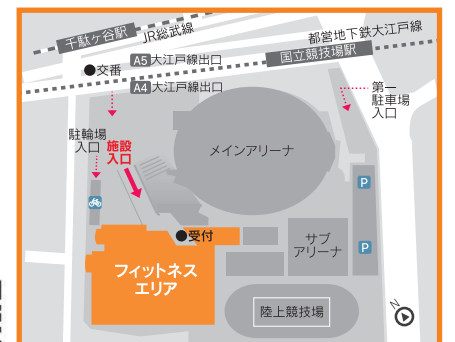 千駄ヶ谷駅
JR総武線
都営地下鉄大江戸線
国立競技場駅
A5 大江戸線出口
交番
A4 大江戸線出口
第一
駐車場
入口
駐輪場
入口
施設
入口
メインアリーナ
P
受付
サブ
アリーナ
P
フィットネス
エリア
陸上競技場
N